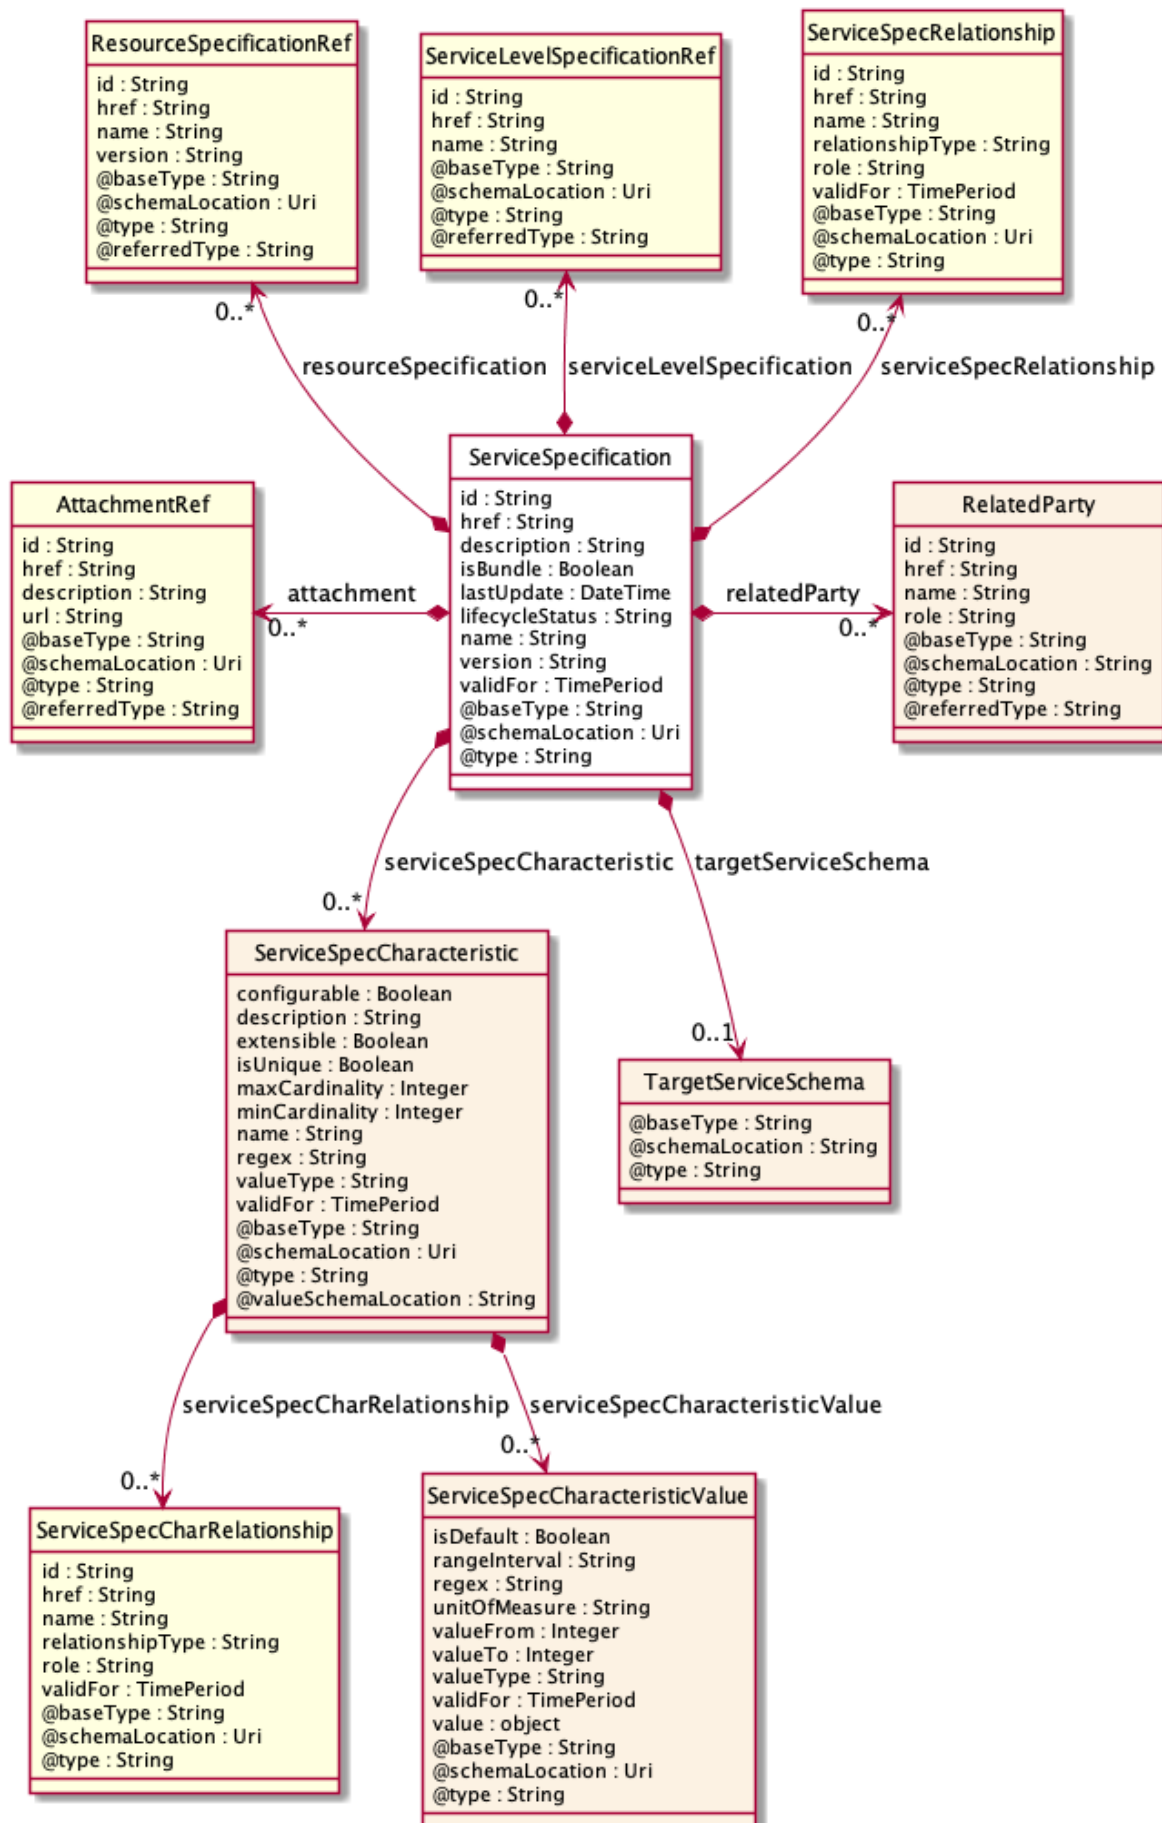 ResourceSpecificationRef
id : String
href : String
name : String
version : String
@baseType : String
@schemaLocation : Uri
@type : String
@referredType : String
ServiceLevelSpecificationRef
id : String
href : String
name : String
@baseType : String
@schemaLocation : Uri
@type : String
@referredType : String
ServiceSpecRelationship
id : String
href : String
name : String
relationshipType : String
role : String
validFor : TimePeriod
@baseType : String
@schemaLocation : Uri
@type : String
0..*
0..*
0..*
resourceSpecification
serviceLevelSpecification
serviceSpecRelationship
AttachmentRef
id : String
href : String
description : String
url : String
@baseType : String
@schemaLocation : Uri
@type : String
@referredType : String
attachment
0..*
ServiceSpecification
id : String
href : String
description : String
isBundle : Boolean
lastUpdate : DateTime
lifecycleStatus : String
name : String
version : String
validFor : TimePeriod
@baseType : String
@schemaLocation : Uri
@type : String
relatedParty
0..*
RelatedParty
id : String
href : String
name : String
role : String
@baseType : String
@schemaLocation : String
@type : String
@referredType : String
serviceSpecCharacteristic
targetServiceSchema
0..*
ServiceSpecCharacteristic
configurable : Boolean
description : String
extensible : Boolean
isUnique : Boolean
maxCardinality : Integer
minCardinality : Integer
name : String
regex : String
valueType : String
validFor : TimePeriod
@baseType : String
@schemaLocation : Uri
@type : String
@valueSchemaLocation : String
0..1
TargetServiceSchema
@baseType : String
@schemaLocation : String
@type : String
serviceSpecCharRelationship
serviceSpecCharacteristicValue
0..*
0..*
ServiceSpecCharRelationship
id : String
href : String
name : String
relationshipType : String
role : String
validFor : TimePeriod
@baseType : String
@schemaLocation : Uri
@type : String
ServiceSpecCharacteristicValue
isDefault : Boolean
rangeInterval : String
regex : String
unitOfMeasure : String
valueFrom : Integer
valueTo : Integer
valueType : String
validFor : TimePeriod
value : object
@baseType : String
@schemaLocation : Uri
@type : String